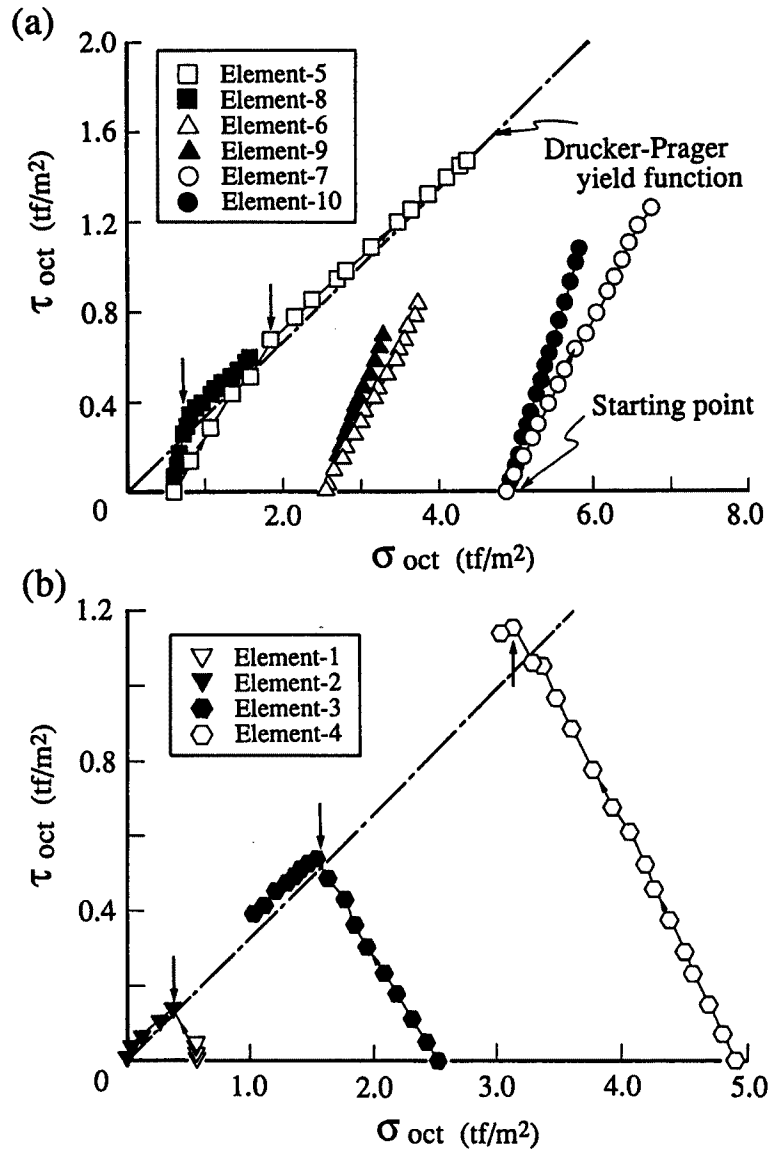 (a)
2.0
1.6
1.2
0.8
0.4
0
τ oct (tf/m²)
Element-5
Element-8
Element-6
Element-9
Element-7
Element-10
Drucker-Prager
yield function
Starting point
2.0 4.0 6.0 8.0
σ oct (tf/m²)
(b)
1.2
0.8
0.4
0
τ oct (tf/m²)
Element-1
Element-2
Element-3
Element-4
1.0 2.0 3.0 4.0 5.0
σ oct (tf/m²)